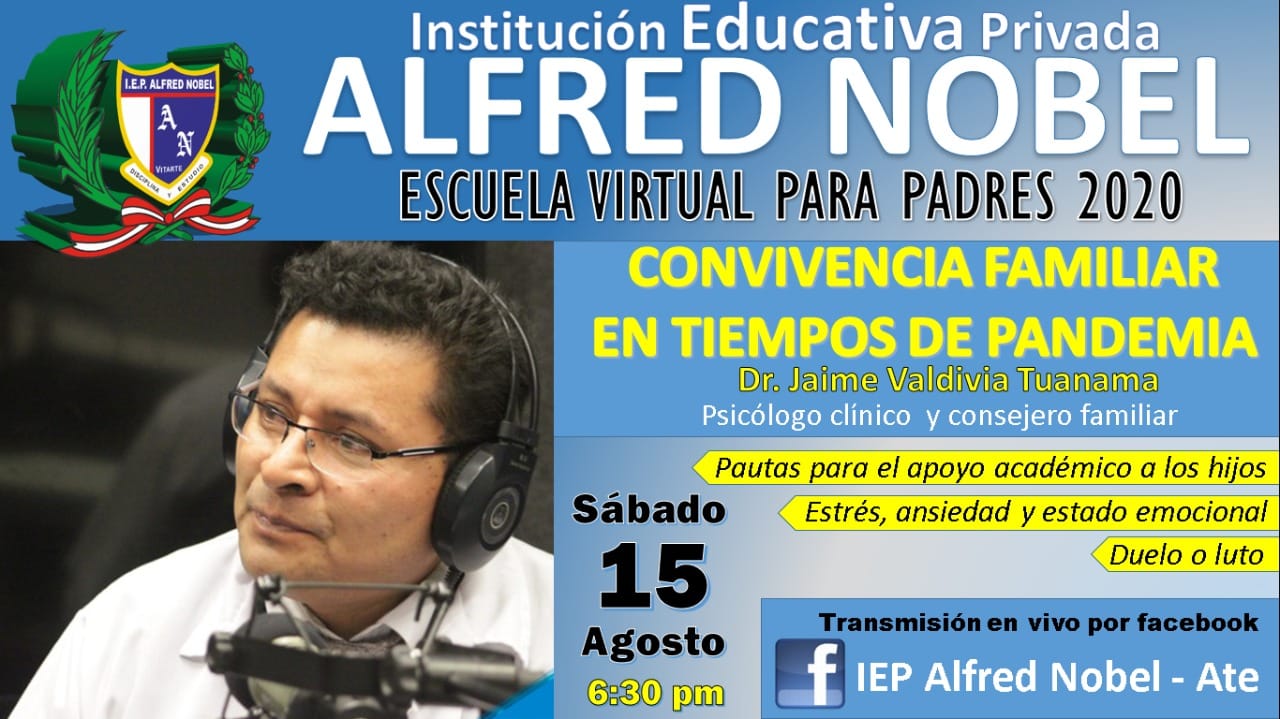 Institución Educativa Privada
ALFRED NOBEL
ESCUELA VIRTUAL PARA PADRES 2020
I.E.P. ALFRED NOBEL
A
N
VITARTE
DISCIPLINA Y ESTUDIO
CONVIVENCIA FAMILIAR
EN TIEMPOS DE PANDEMIA
Dr. Jaime Valdivia Tuanama
Psicólogo clínico y consejero familiar
Pautas para el apoyo académico a los hijos
Estrés, ansiedad y estado emocional
Duelo o luto
Sábado
15
Agosto
6:30 pm
Transmisión en vivo por facebook
f
IEP Alfred Nobel - Ate